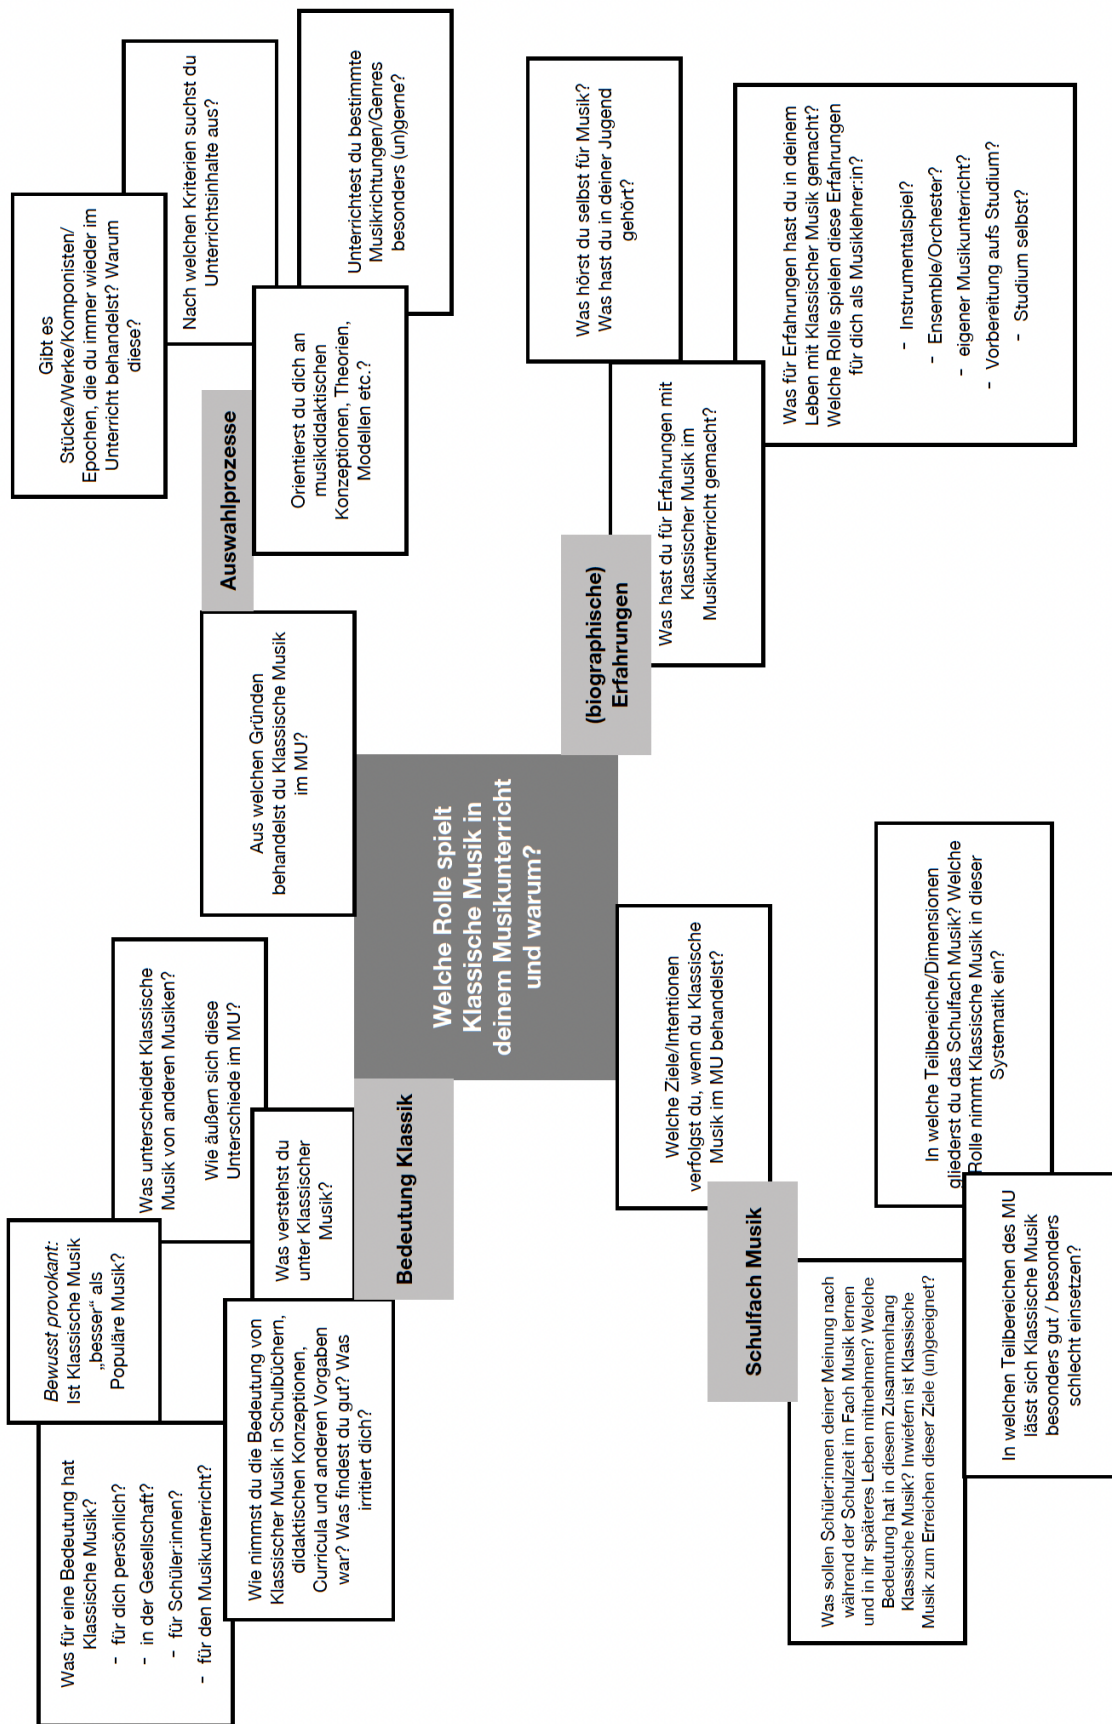 Was für eine Bedeutung hat
Klassische Musik?
- für dich persönlich?
- in der Gesellschaft?
- für Schüler:innen?
- für den Musikunterricht?
Bewusst provokant:
Ist Klassische Musik
„besser“ als
Populäre Musik?
Was unterscheidet Klassische
Musik von anderen Musiken?
Wie äußern sich diese
Unterschiede im MU?
Wie nimmst du die Bedeutung von
Klassischer Musik in Schulbüchern,
didaktischen Konzeptionen,
Curricula und anderen Vorgaben
war? Was findest du gut? Was
irritiert dich?
Was verstehst du
unter Klassischer
Musik?
Bedeutung Klassik
Aus welchen Gründen
behandelst du Klassische Musik
im MU?
Gibt es
Stücke/Werke/Komponisten/
Epochen, die du immer wieder im
Unterricht behandelst? Warum
diese?
Nach welchen Kriterien suchst du
Unterrichtsinhalte aus?
Auswahlprozesse
Orientierst du dich an
musikdidaktischen
Konzeptionen, Theorien,
Modellen etc.?
Unterrichtest du bestimmte
Musikrichtungen/Genres
besonders (un)gerne?
Welche Rolle spielt
Klassische Musik in
deinem Musikunterricht
und warum?
Schulfach Musik
Welche Ziele/Intentionen
verfolgst du, wenn du Klassische
Musik im MU behandelst?
Was sollen Schüler:innen deiner Meinung nach
während der Schulzeit im Fach Musik lernen
und in ihr späteres Leben mitnehmen? Welche
Bedeutung hat in diesem Zusammenhang
Klassische Musik? Inwiefern ist Klassische
Musik zum Erreichen dieser Ziele (un)geeignet?
In welche Teilbereiche/Dimensionen
gliederst du das Schulfach Musik? Welche
Rolle nimmt Klassische Musik in dieser
Systematik ein?
In welchen Teilbereichen des MU
lässt sich Klassische Musik
besonders gut / besonders
schlecht einsetzen?
(biographische)
Erfahrungen
Was hast du für Erfahrungen mit
Klassischer Musik im
Musikunterricht gemacht?
Was hörst du selbst für Musik?
Was hast du in deiner Jugend
gehört?
Was für Erfahrungen hast du in deinem
Leben mit Klassischer Musik gemacht?
Welche Rolle spielen diese Erfahrungen
für dich als Musiklehrer:in?
- Instrumentalspiel?
- Ensemble/Orchester?
- eigener Musikunterricht?
- Vorbereitung aufs Studium?
- Studium selbst?